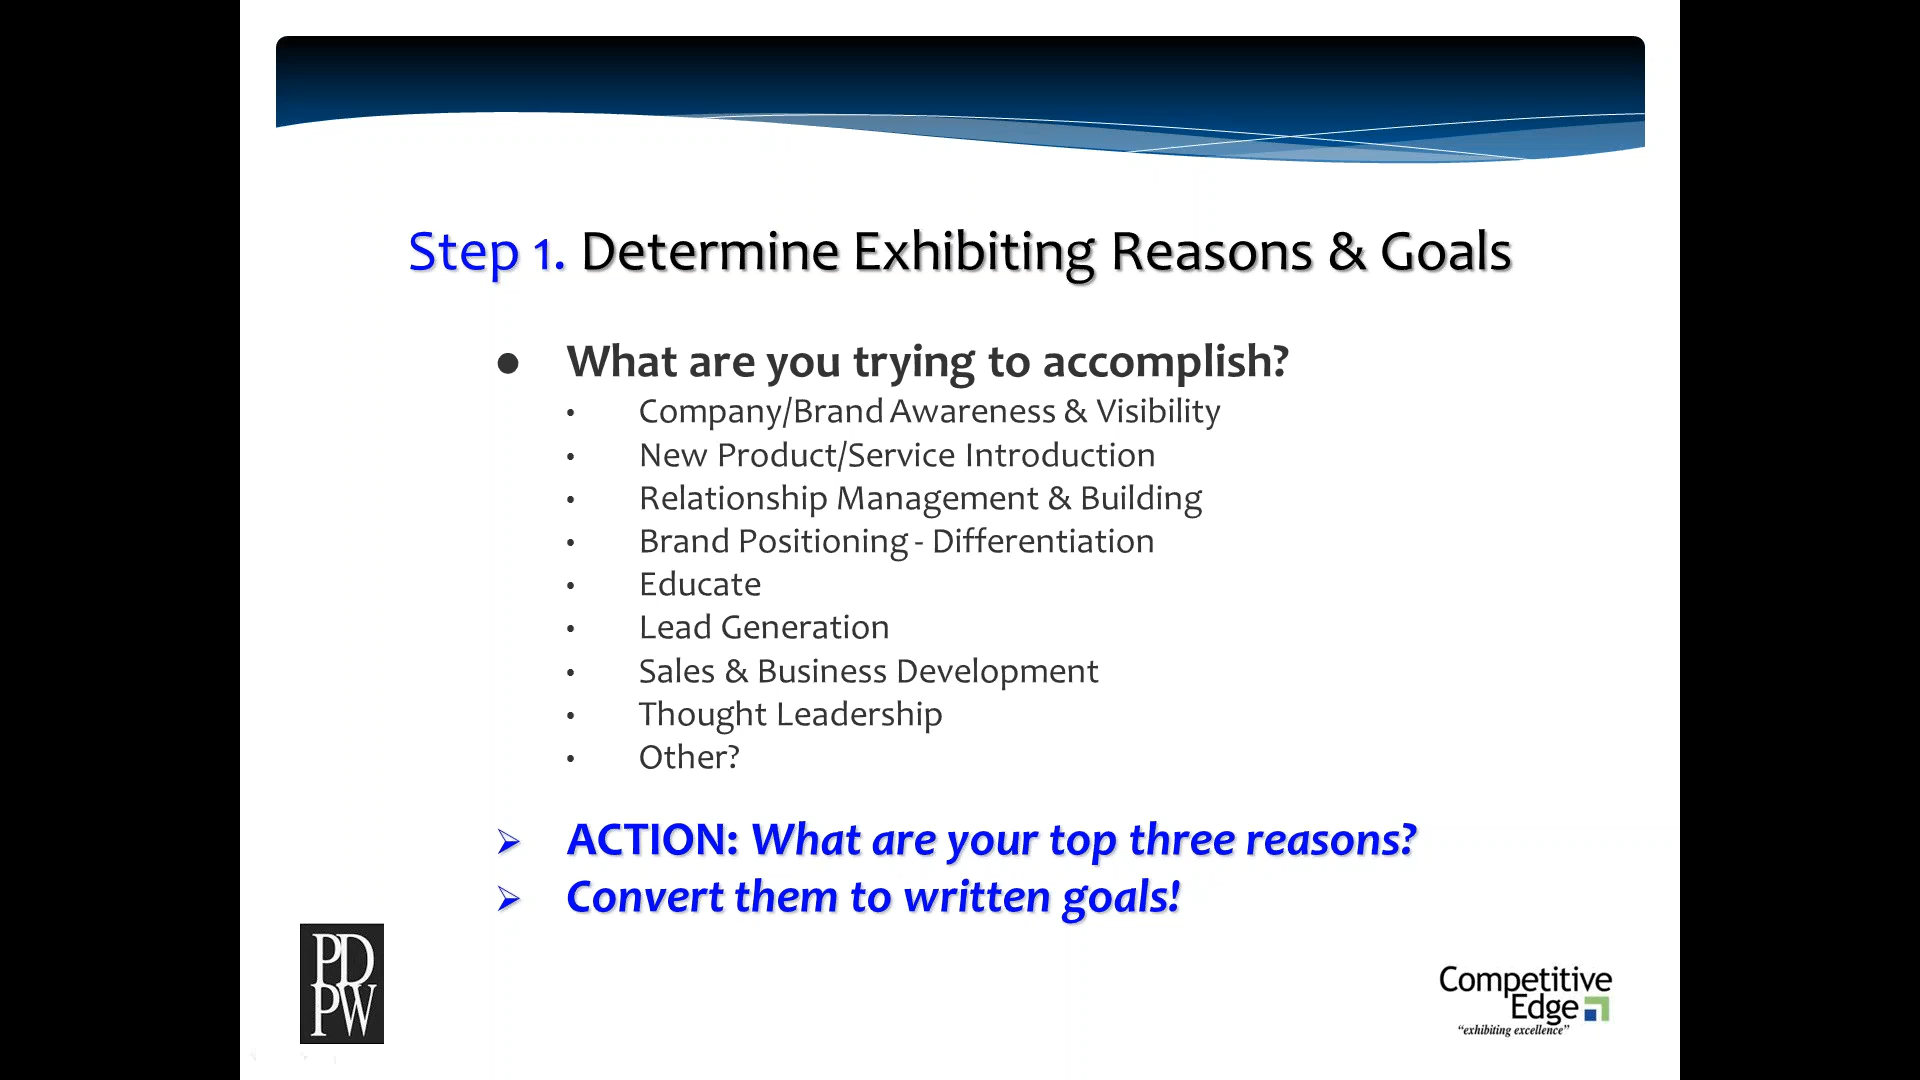 Step 1. Determine Exhibiting Reasons & Goals
● What are you trying to accomplish?
• Company/Brand Awareness & Visibility
• New Product/Service Introduction
• Relationship Management & Building
• Brand Positioning - Differentiation
• Educate
• Lead Generation
• Sales & Business Development
• Thought Leadership
• Other?
➢ ACTION: What are your top three reasons?
➢ Convert them to written goals!
PD
PW
Competitive
Edge
“exhibiting excellence”